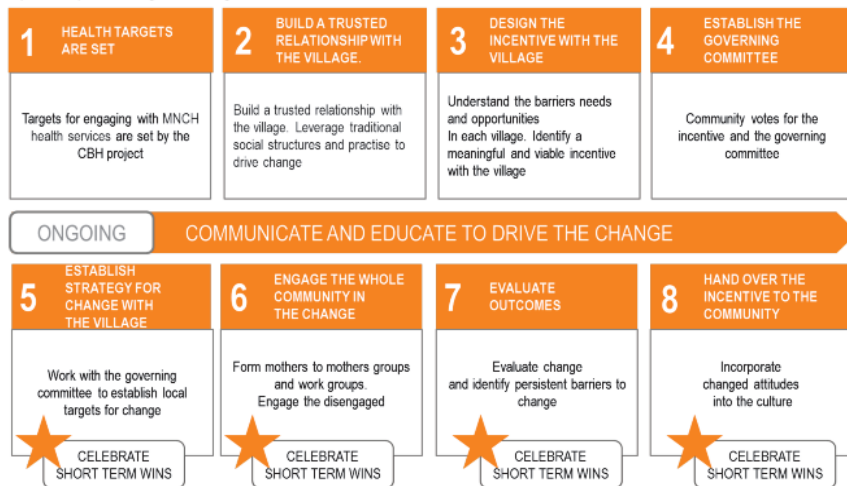 1
HEALTH TARGETS
ARE SET
Targets for engaging with MNCH
health services are set by the
CBH project
2
BUILD A TRUSTED
RELATIONSHIP WITH
THE VILLAGE.
Build a trusted relationship with
the village. Leverage traditional
social structures and practise to
drive change
3
DESIGN THE
INCENTIVE WITH THE
VILLAGE
Understand the barriers needs
and opportunities
In each village. Identify a
meaningful and viable incentive
with the village
4
ESTABLISH THE
GOVERNING
COMMITTEE
Community votes for the
incentive and the governing
committee
ONGOING
COMMUNICATE AND EDUCATE TO DRIVE THE CHANGE
5
ESTABLISH
STRATEGY FOR
CHANGE WITH
THE VILLAGE
Work with the governing
committee to establish local
targets for change
CELEBRATE
SHORT TERM WINS
6
ENGAGE THE WHOLE
COMMUNITY IN
THE CHANGE
Form mothers to mothers groups
and work groups.
Engage the disengaged
CELEBRATE
SHORT TERM WINS
7
EVALUATE
OUTCOMES
Evaluate change
and identify persistent barriers to
change
CELEBRATE
SHORT TERM WINS
8
HAND OVER THE
INCENTIVE TO THE
COMMUNITY
Incorporate
changed attitudes
into the culture
CELEBRATE
SHORT TERM WINS